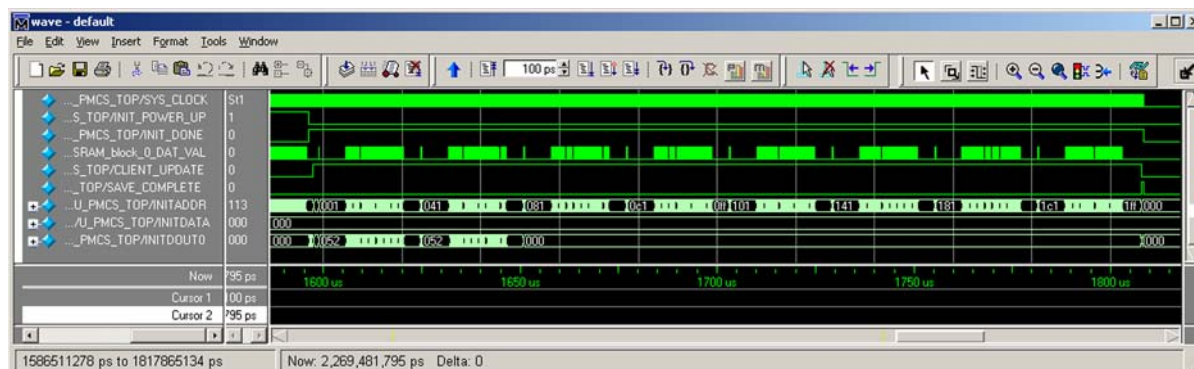 wave - default
File Edit View Insert Format Tools Window
100 ps
..._PMCS_TOP/SYS_CLOCK St1
...S_TOP/INIT_POWER_UP 1
..._PMCS_TOP/INIT_DONE 0
...SRAM_block_0_DAT_VAL 0
...S_TOP/CLIENT_UPDATE 0
..._TOP/SAVE_COMPLETE 0
...U_PMCS_TOP/INITADDR 113 001 041 081 0c1 0ff 101 141 181 1c1 1ff 000
.../U_PMCS_TOP/INITDATA 000 000
..._PMCS_TOP/INITDOUT0 000 000 052 052 000 000
Now 795 ps 1600 us 1650 us 1700 us 1750 us 1800 us
Cursor 1 100 ps
Cursor 2 795 ps
1586511278 ps to 1817865134 ps Now: 2,269,481,795 ps Delta: 0